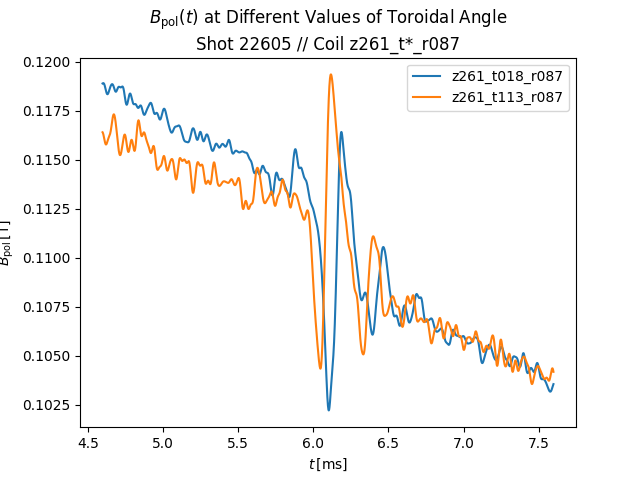 B_pol(t) at Different Values of Toroidal Angle
Shot 22605 // Coil z261_t*_r087
z261_t018_r087
z261_t113_r087
0.1200
0.1175
0.1150
0.1125
0.1100
0.1075
0.1050
0.1025
B_pol [T]
4.5 5.0 5.5 6.0 6.5 7.0 7.5
t [ms]